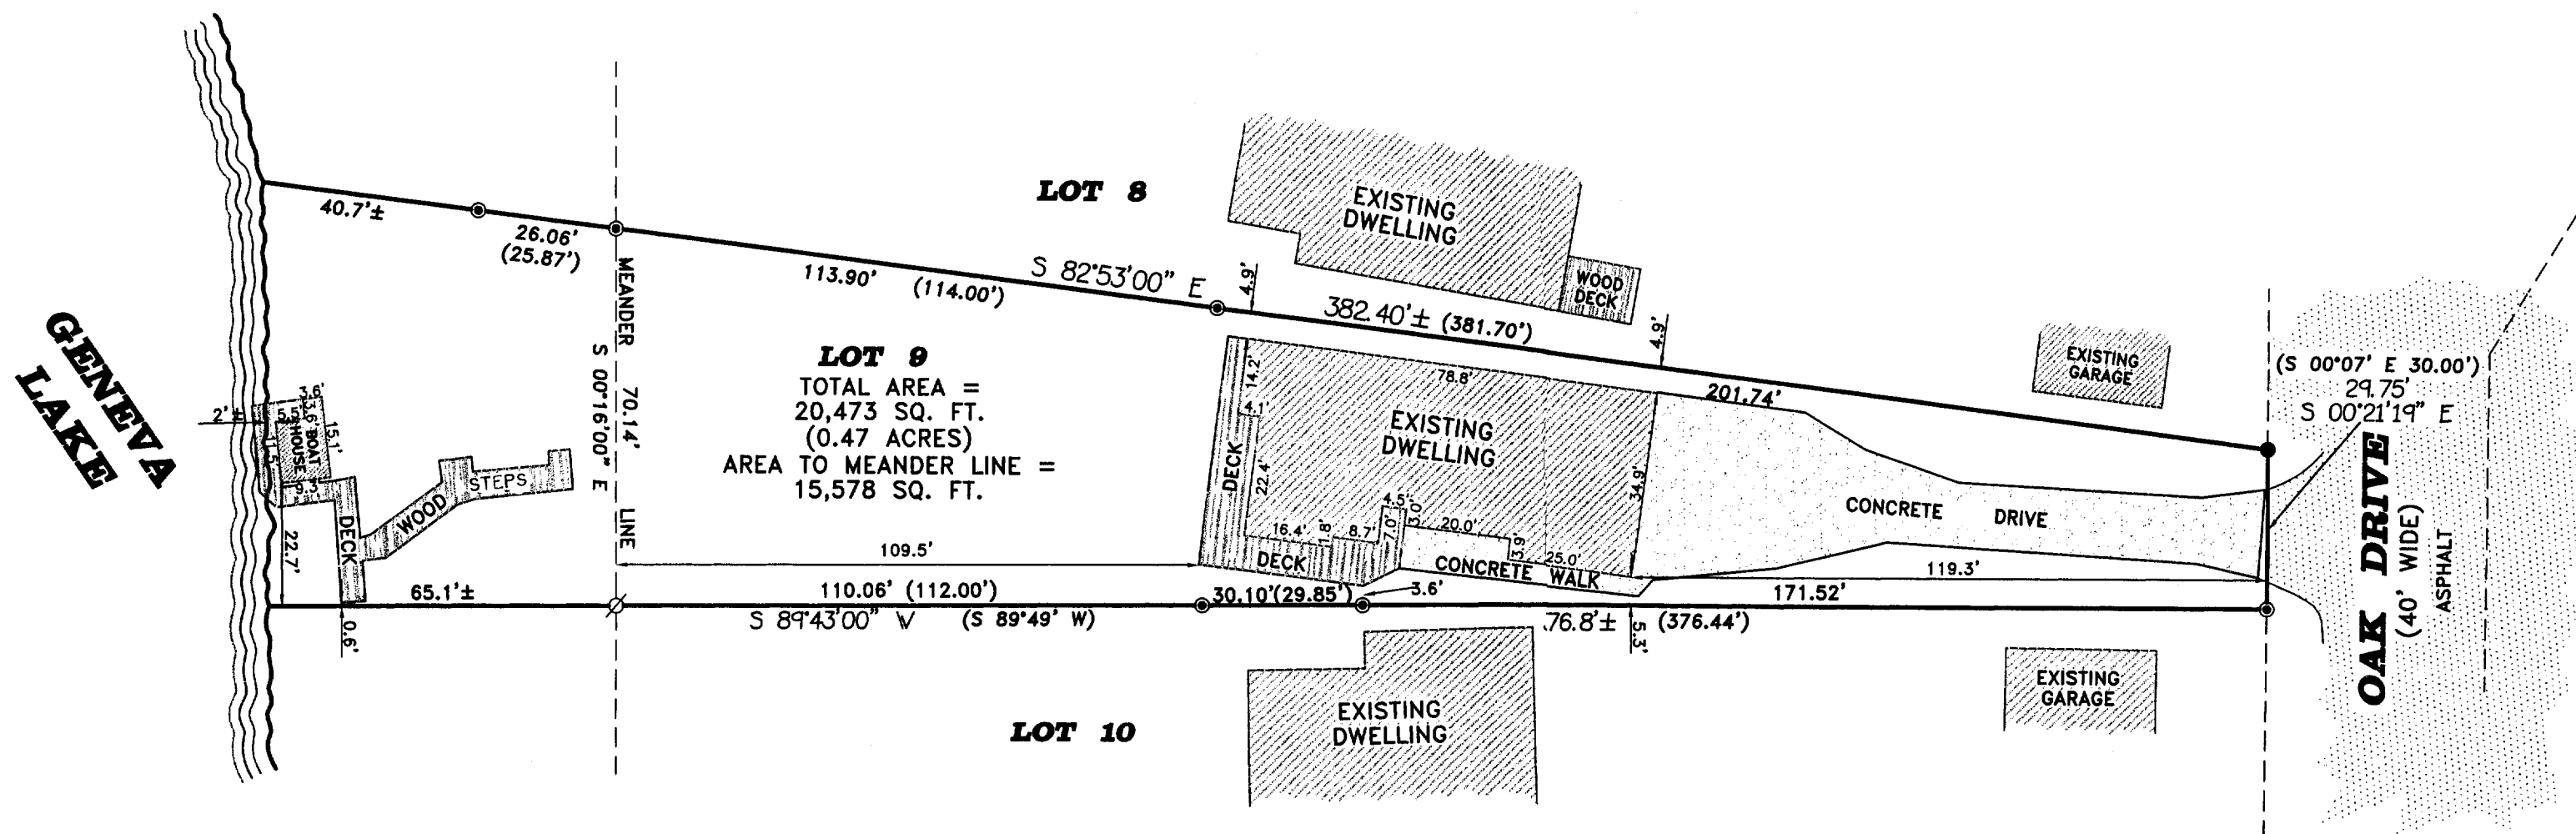 GENEVA
LAKE
40.7'±
26.06'
(25.87')
MEANDER 70.14' LINE
S 00°16'00" E
113.90' (114.00')
S 82°53'00" E
382.40'± (381.70')
201.74'
LOT 8
EXISTING
DWELLING
WOOD
DECK
4.9'
4.9'
EXISTING
GARAGE
LOT 9
TOTAL AREA =
20,473 SQ. FT.
(0.47 ACRES)
AREA TO MEANDER LINE =
15,578 SQ. FT.
2'±
3.6'
5.5'
3.6'
15.1'
11.5'
BOAT
HOUSE
9.3'
22.7'
DECK
WOOD
STEPS
65.1'±
0.6'
109.5'
110.06' (112.00')
S 89°43'00" W (S 89°49' W)
14.2'
4.1'
22.4'
DECK
78.8'
EXISTING
DWELLING
34.9'
16.4'
1.8'
8.7'
7.0'
4.5'
3.0'
20.0'
3.9'
25.0'
DECK
CONCRETE WALK
30.10'(29.85')
3.6'
76.8'± (376.44')
5.3'
171.52'
119.3'
CONCRETE DRIVE
(S 00°07' E 30.00')
29.75'
S 00°21'19" E
OAK DRIVE
(40' WIDE)
ASPHALT
LOT 10
EXISTING
DWELLING
EXISTING
GARAGE